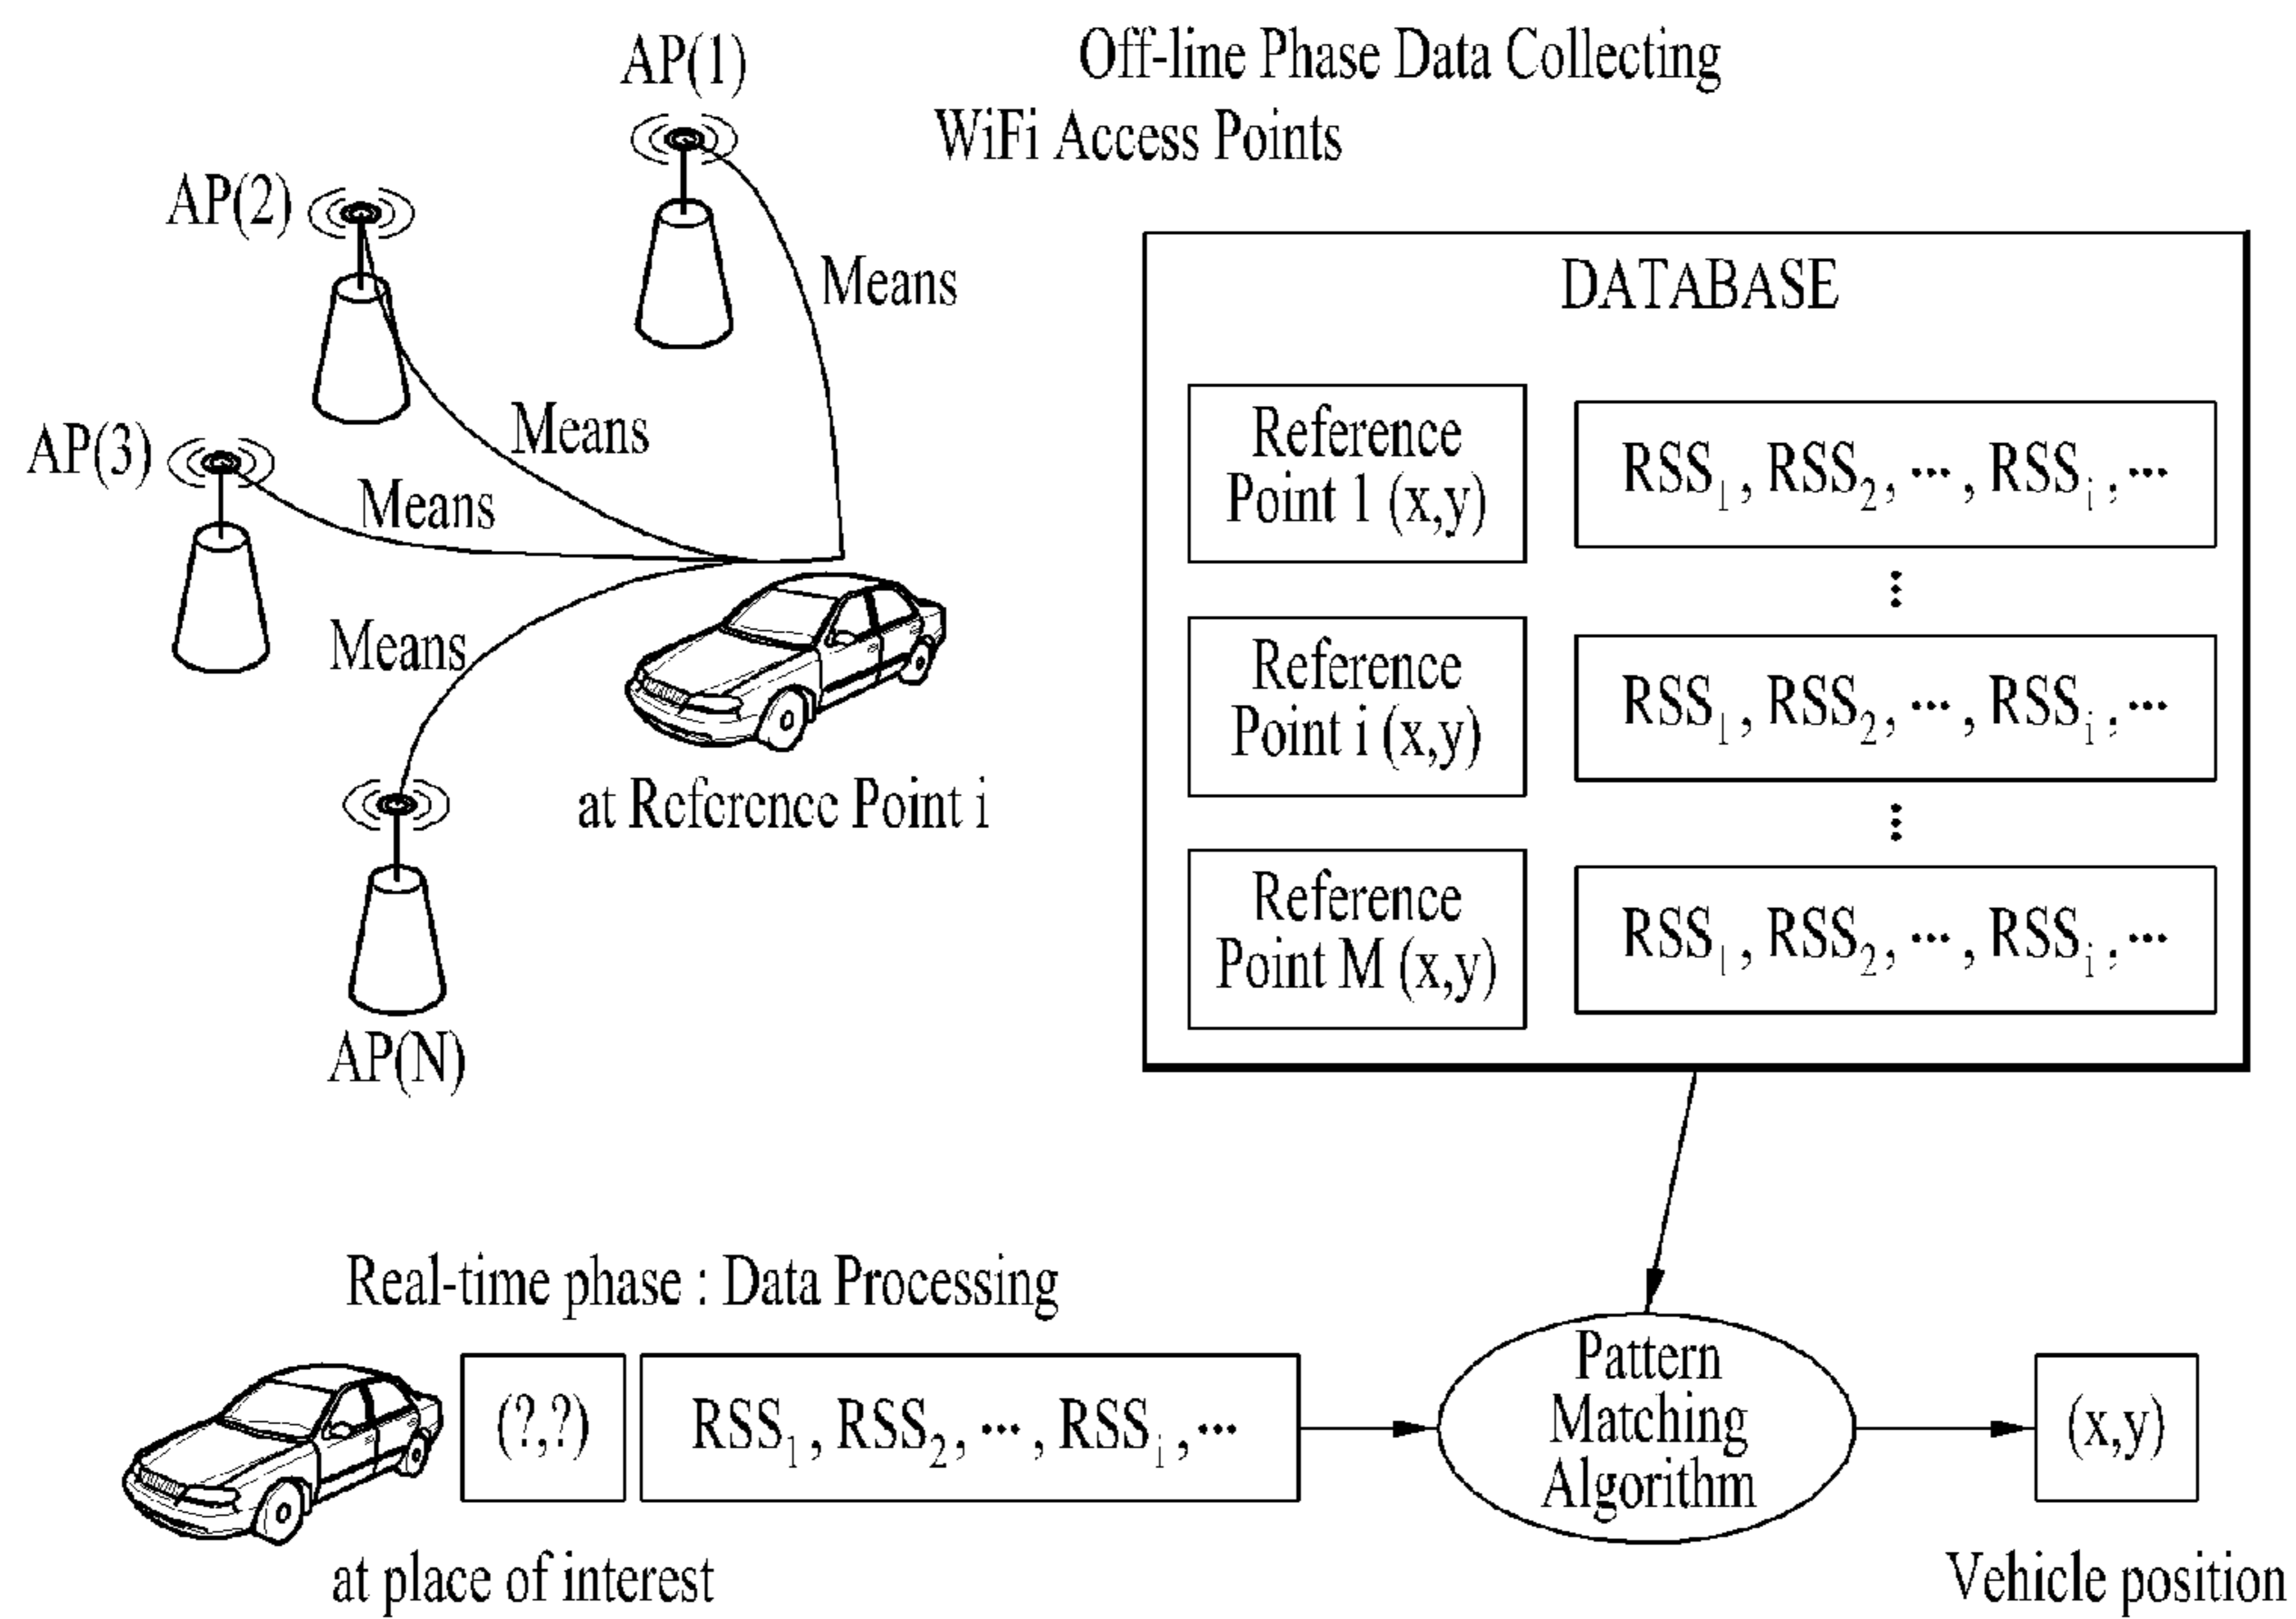 Off-line Phase Data Collecting
WiFi Access Points
AP(1)
AP(2)
AP(3)
AP(N)
Means
Means
Means
Means
at Reference Point i
DATABASE
Reference
Point 1 (x,y)
RSS₁, RSS₂, ..., RSSᵢ, ...
⋮
Reference
Point i (x,y)
RSS₁, RSS₂, ..., RSSᵢ, ...
⋮
Reference
Point M (x,y)
RSS₁, RSS₂, ..., RSSᵢ, ...
Real-time phase : Data Processing
(?,?)
RSS₁, RSS₂, ..., RSSᵢ, ...
at place of interest
Pattern
Matching
Algorithm
(x,y)
Vehicle position